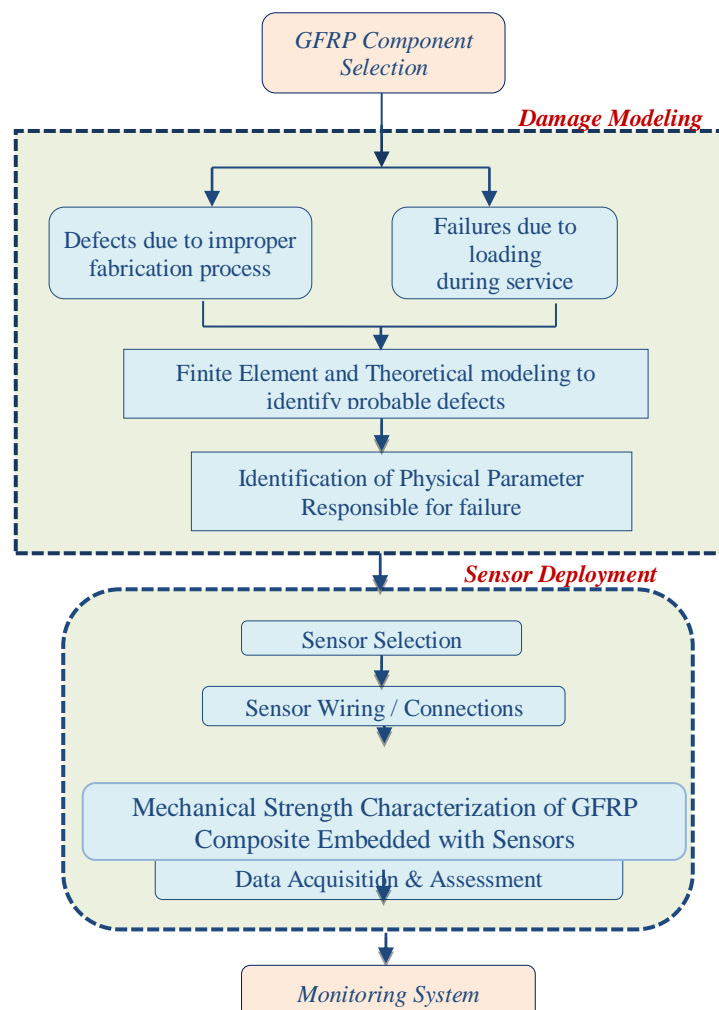 GFRP Component
Selection
Damage Modeling
Defects due to improper
fabrication process
Failures due to
loading
during service
Finite Element and Theoretical modeling to
identify probable defects
Identification of Physical Parameter
Responsible for failure
Sensor Deployment
Sensor Selection
Sensor Wiring / Connections
Mechanical Strength Characterization of GFRP
Composite Embedded with Sensors
Data Acquisition & Assessment
Monitoring System